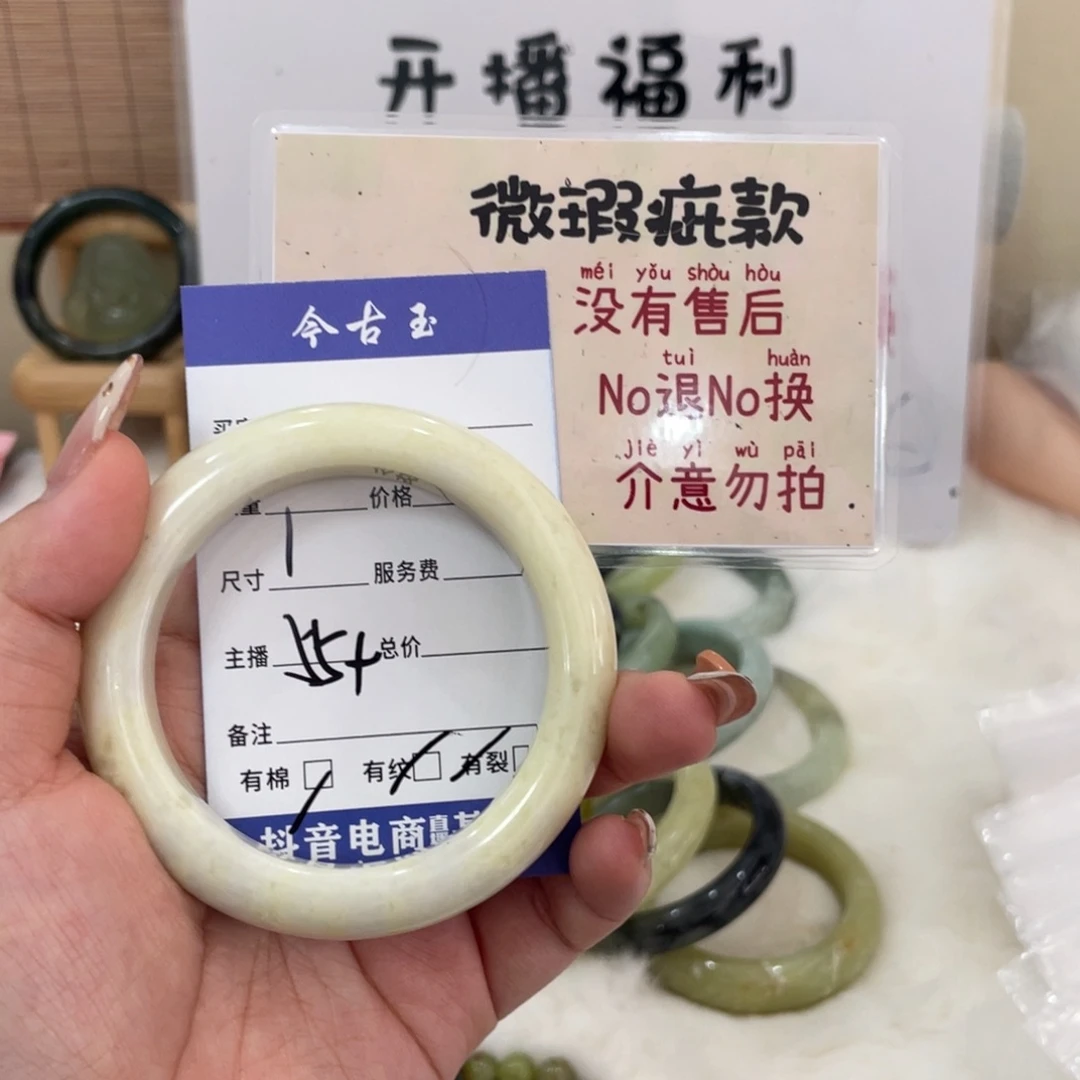 开播福利
微瑕疵款
méi yǒu shòu hòu
没有售后
tuì huàn
No退No换
jiè yì wù pāi
介意勿拍
今古玉
价格
尺寸 服务费
主播 总价
备注
有棉 有纹 有裂
抖音电商